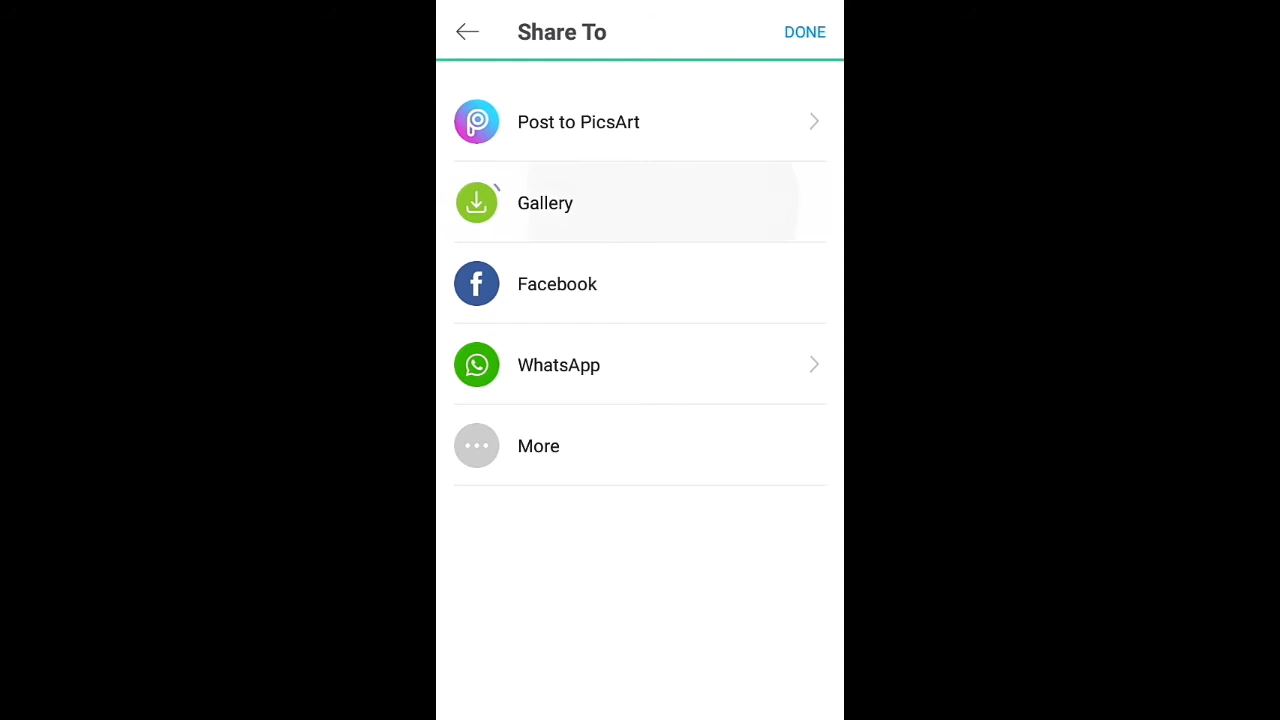 Share To
DONE
Post to PicsArt
Gallery
Facebook
WhatsApp
More